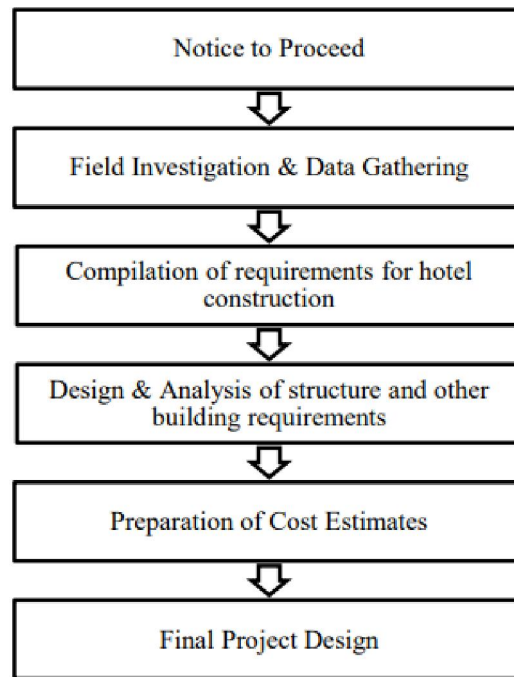 Notice to Proceed
Field Investigation & Data Gathering
Compilation of requirements for hotel
construction
Design & Analysis of structure and other
building requirements
Preparation of Cost Estimates
Final Project Design